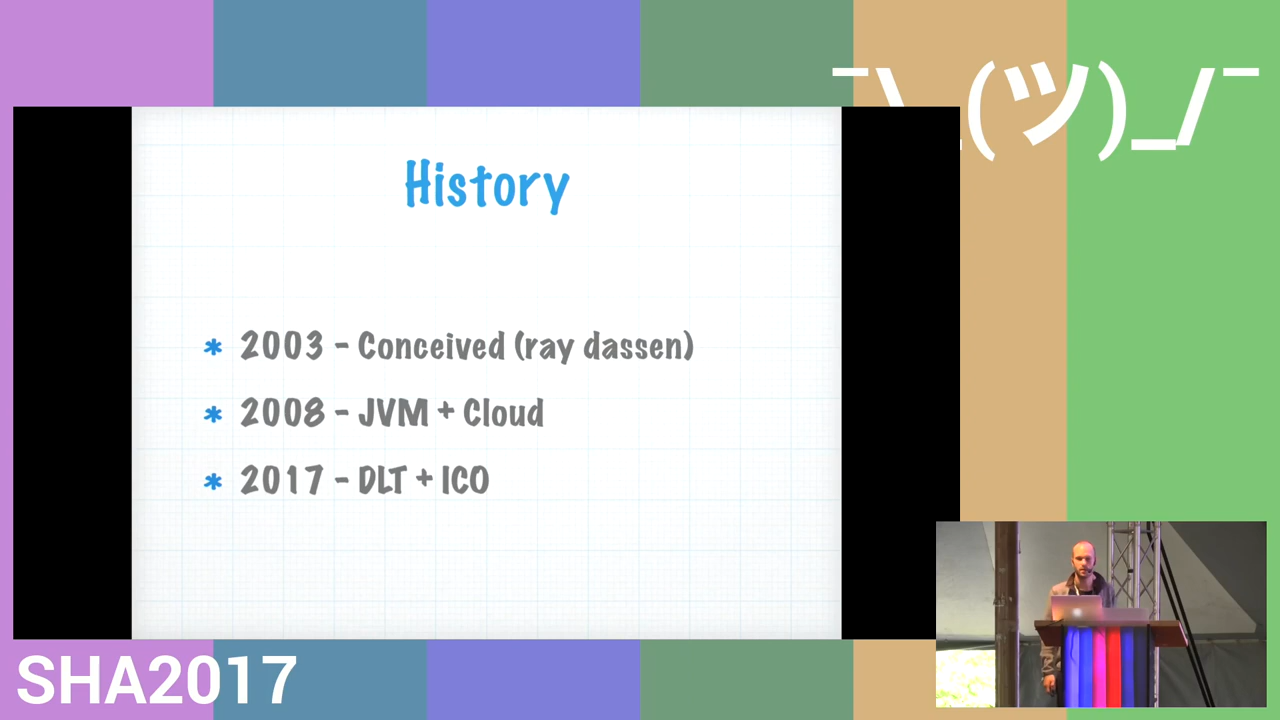 ¯\_(ツ)_/¯
History
* 2003 - Conceived (ray dassen)
* 2008 - JVM + Cloud
* 2017 - DLT + ICO
SHA2017